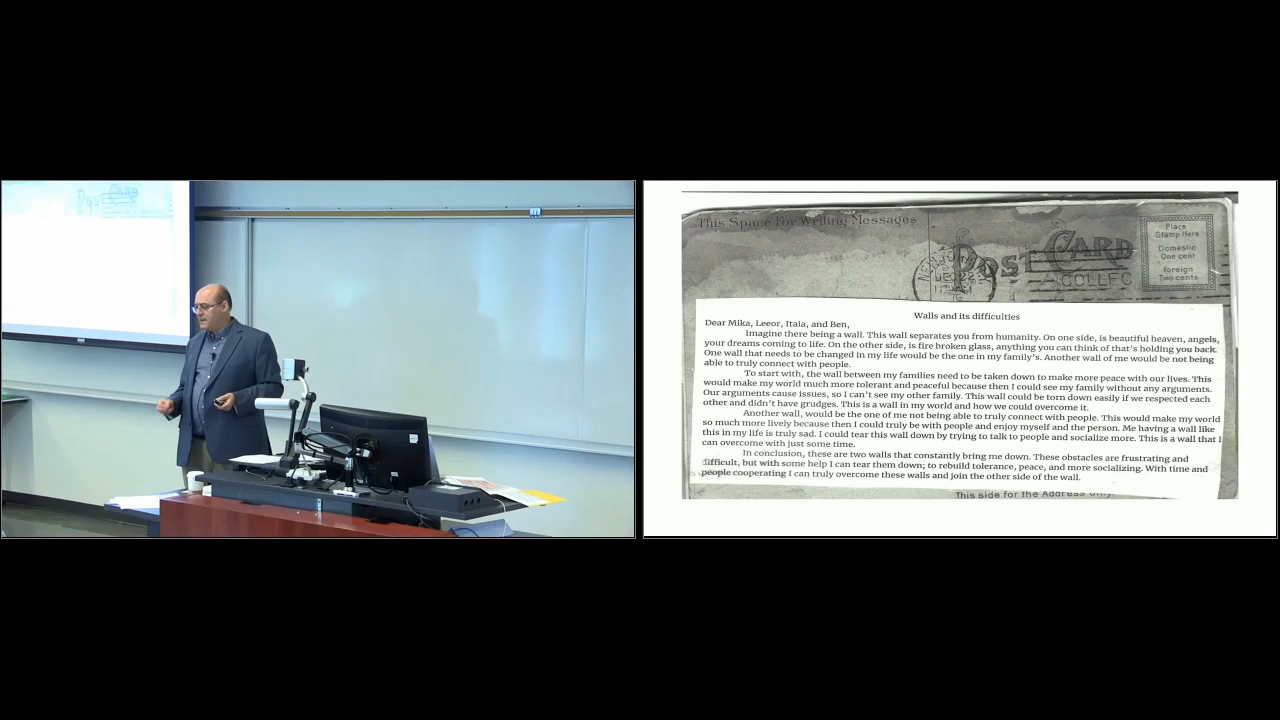 This Space For Writing Messages
Place
Stamp Here
Domestic
One cent
Foreign
Two cents
POST CARD
DEC 22
COLLEC
Walls and its difficulties
Dear Mika, Leeor, Itaia, and Ben,
Imagine there being a wall. This wall separates you from humanity. On one side, is beautiful heaven, angels,
your dreams coming to life. On the other side, is fire broken glass, anything you can think of that's holding you back.
One wall that needs to be changed in my life would be the one in my family's. Another wall of me would be not being
able to truly connect with people.
To start with, the wall between my families need to be taken down to make more peace with our lives. This
would make my world much more tolerant and peaceful because then I could see my family without any arguments.
Our arguments cause issues, so I can't see my other family. This wall could be torn down easily if we respected each
other and didn't have grudges. This is a wall in my world and how we could overcome it.
Another wall, would be the one of me not being able to truly connect with people. This would make my world
so much more lively because then I could truly be with people and enjoy myself and the person. Me having a wall like
this in my life is truly sad. I could tear this wall down by trying to talk to people and socialize more. This is a wall that I
can overcome with just some time.
In conclusion, these are two walls that constantly bring me down. These obstacles are frustrating and
difficult, but with some help I can tear them down; to rebuild tolerance, peace, and more socializing. With time and
people cooperating I can truly overcome these walls and join the other side of the wall.
This side for the Address only.